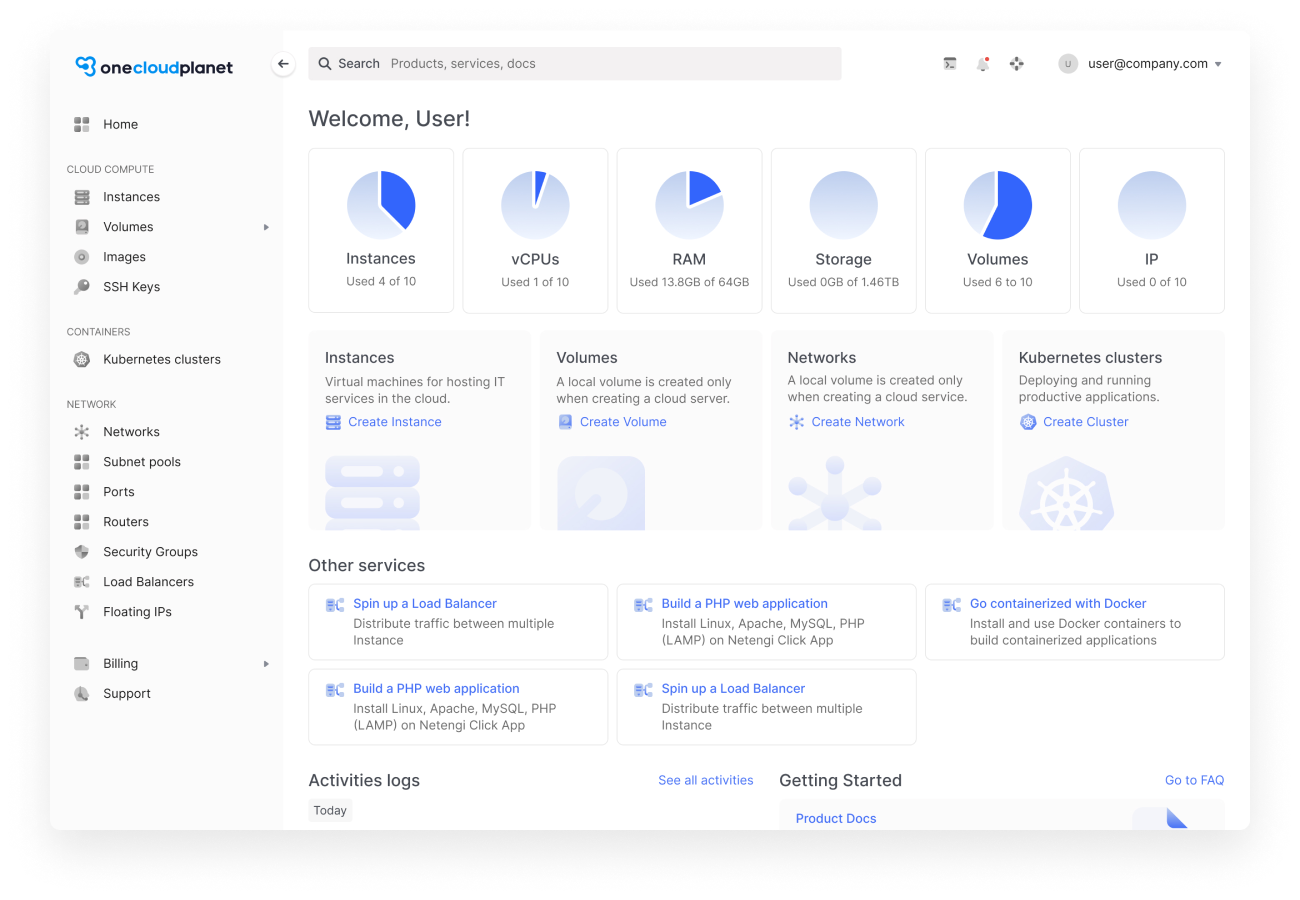 onecloudplanet
Search Products, services, docs
U user@company.com
Home
CLOUD COMPUTE
Instances
Volumes
Images
SSH Keys
CONTAINERS
Kubernetes clusters
NETWORK
Networks
Subnet pools
Ports
Routers
Security Groups
Load Balancers
Floating IPs
Billing
Support
Welcome, User!
Instances
Used 4 of 10
vCPUs
Used 1 of 10
RAM
Used 13.8GB of 64GB
Storage
Used 0GB of 1.46TB
Volumes
Used 6 to 10
IP
Used 0 of 10
Instances
Virtual machines for hosting IT
services in the cloud.
Create Instance
Volumes
A local volume is created only
when creating a cloud server.
Create Volume
Networks
A local volume is created only
when creating a cloud service.
Create Network
Kubernetes clusters
Deploying and running
productive applications.
Create Cluster
Other services
Spin up a Load Balancer
Distribute traffic between multiple
Instance
Build a PHP web application
Install Linux, Apache, MySQL, PHP
(LAMP) on Netengi Click App
Go containerized with Docker
Install and use Docker containers to
build containerized applications
Build a PHP web application
Install Linux, Apache, MySQL, PHP
(LAMP) on Netengi Click App
Spin up a Load Balancer
Distribute traffic between multiple
Instance
Activities logs
See all activities
Today
Getting Started
Go to FAQ
Product Docs